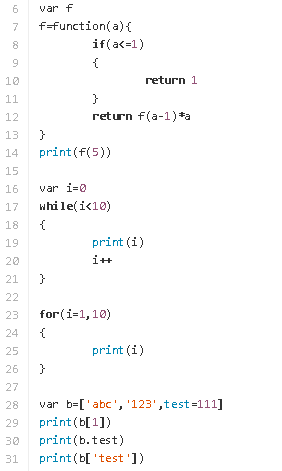 6 var f
7 f=function(a){
8 if(a<=1)
9 {
10 return 1
11 }
12 return f(a-1)*a
13 }
14 print(f(5))
15
16 var i=0
17 while(i<10)
18 {
19 print(i)
20 i++
21 }
22
23 for(i=1,10)
24 {
25 print(i)
26 }
27
28 var b=['abc','123',test=111]
29 print(b[1])
30 print(b.test)
31 print(b['test'])